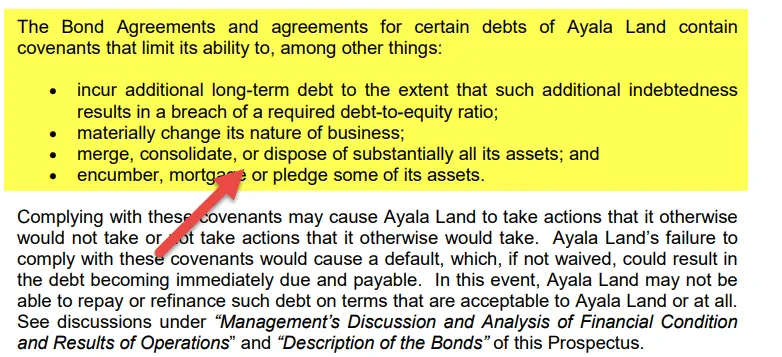 The Bond Agreements and agreements for certain debts of Ayala Land contain
covenants that limit its ability to, among other things:
• incur additional long-term debt to the extent that such additional indebtedness
results in a breach of a required debt-to-equity ratio;
• materially change its nature of business;
• merge, consolidate, or dispose of substantially all its assets; and
• encumber, mortgage or pledge some of its assets.
Complying with these covenants may cause Ayala Land to take actions that it otherwise
would not take or not take actions that it otherwise would take.  Ayala Land's failure to
comply with these covenants would cause a default, which, if not waived, could result in
the debt becoming immediately due and payable.  In this event, Ayala Land may not be
able to repay or refinance such debt on terms that are acceptable to Ayala Land or at all.
See discussions under “Management’s Discussion and Analysis of Financial Condition
and Results of Operations” and “Description of the Bonds” of this Prospectus.